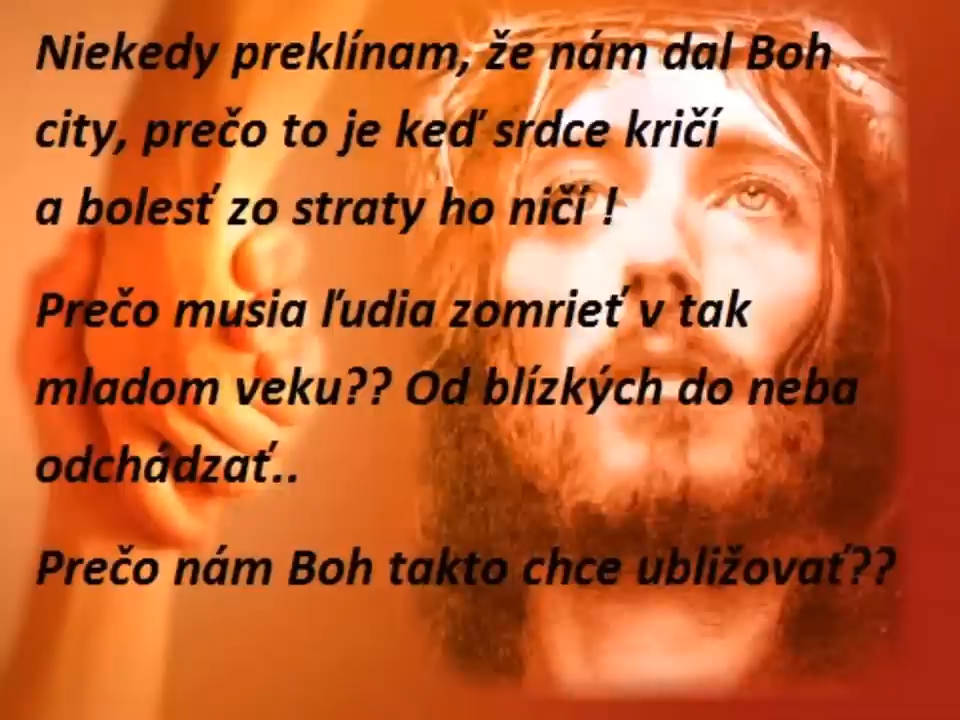 Niekedy preklínam, že nám dal Boh
city, prečo to je keď srdce kričí
a bolesť zo straty ho ničí !
Prečo musia ľudia zomrieť v tak
mladom veku?? Od blízkých do neba
odchádzať..
Prečo nám Boh takto chce ubližovať??